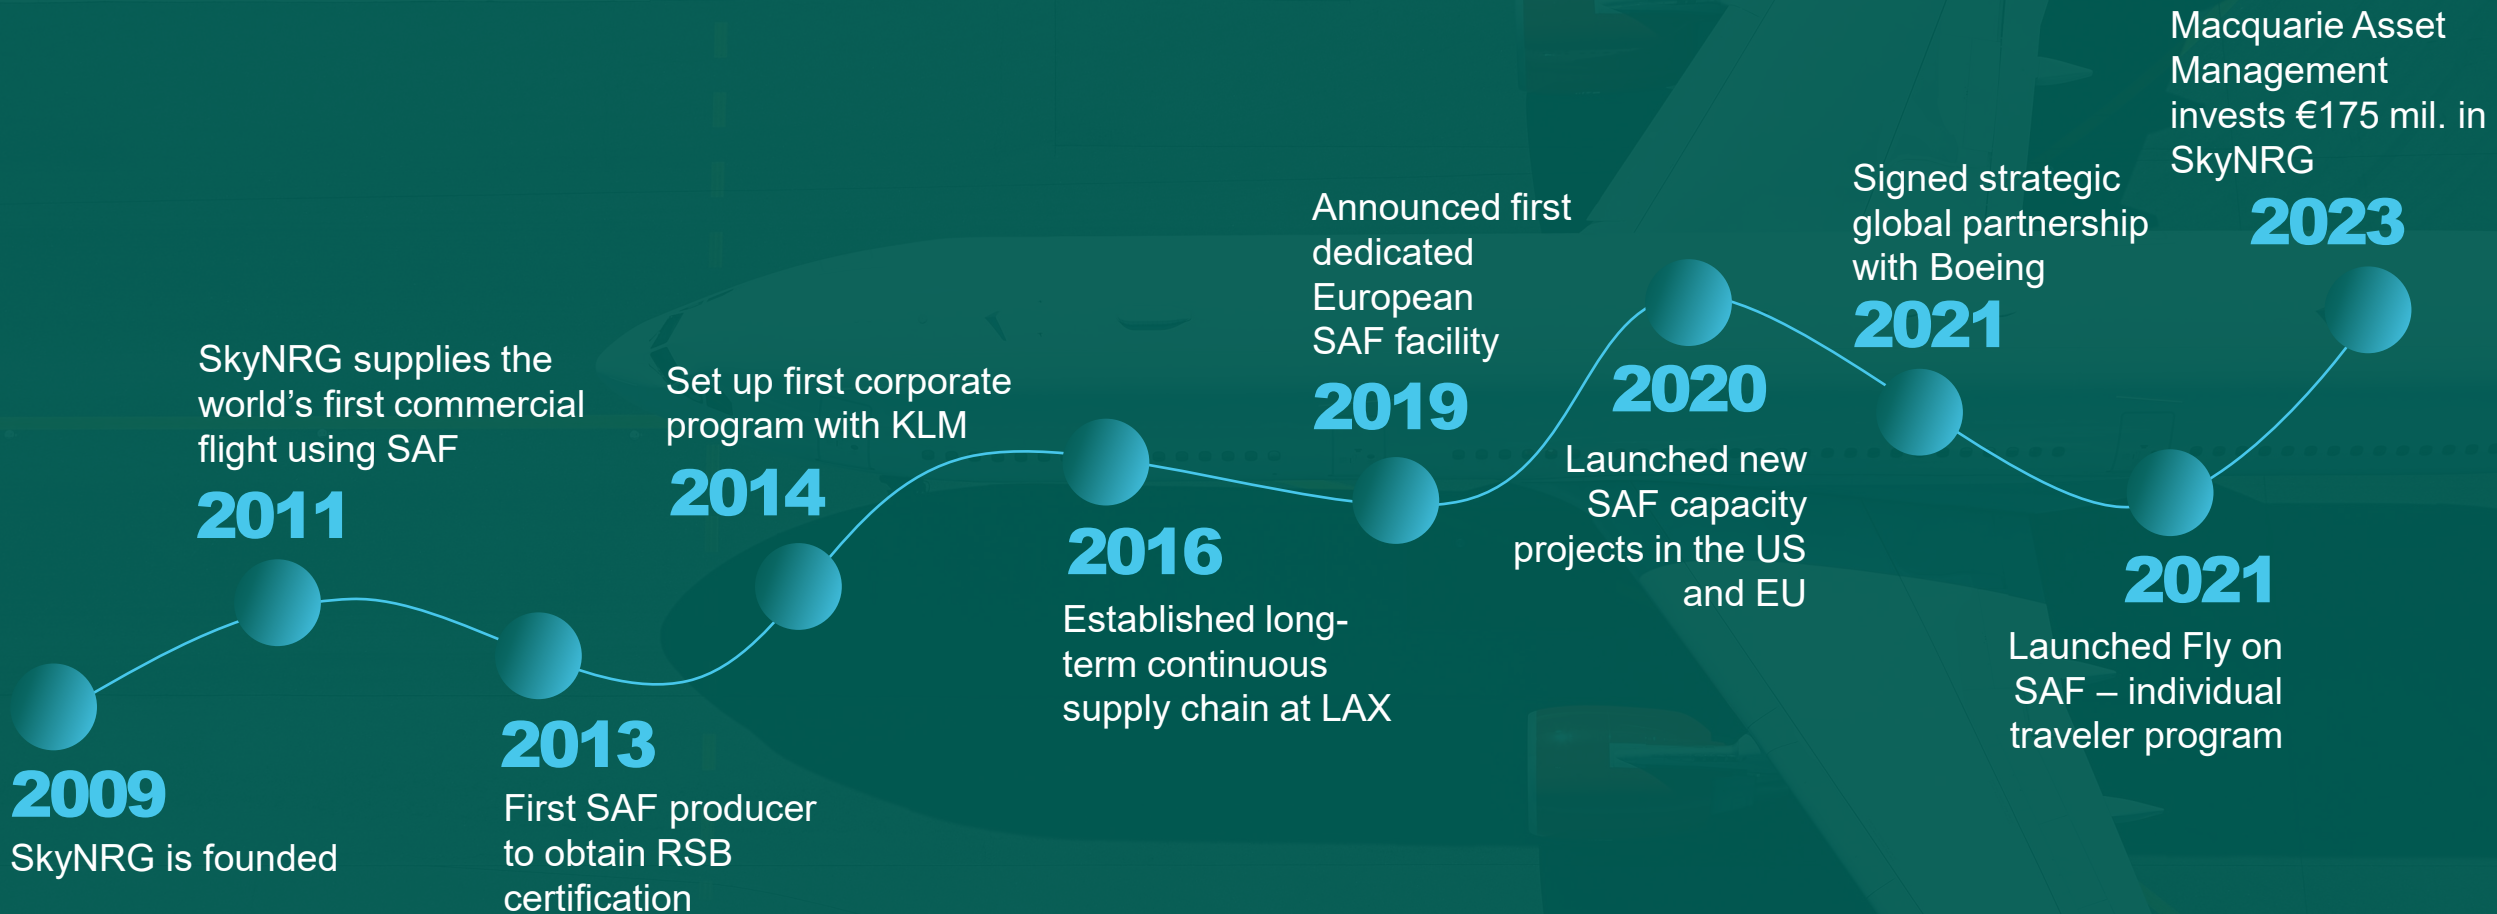 2009
SkyNRG is founded
SkyNRG supplies the
world’s first commercial
flight using SAF
2011
2013
First SAF producer
to obtain RSB
certification
Set up first corporate
program with KLM
2014
2016
Established long-
term continuous
supply chain at LAX
Announced first
dedicated
European
SAF facility
2019
2020
Launched new
SAF capacity
projects in the US
and EU
Signed strategic
global partnership
with Boeing
2021
2021
Launched Fly on
SAF – individual
traveler program
Macquarie Asset
Management
invests €175 mil. in
SkyNRG
2023